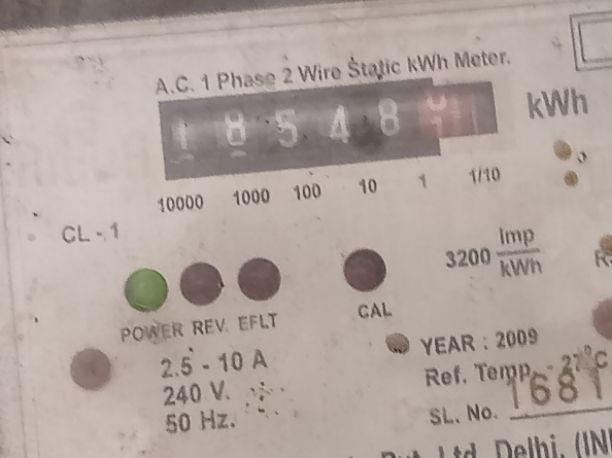 A.C. 1 Phase 2 Wire Static kWh Meter.
1 8 5 4 8 kWh
10000 1000 100 10 1 1/10
CL - 1
3200 Imp/kWh
POWER REV. EFLT CAL
2.5 - 10 A
240 V.
50 Hz.
YEAR : 2009
Ref. Temp. - 27°C
SL. No. 1681
Ltd. Delhi. (IN